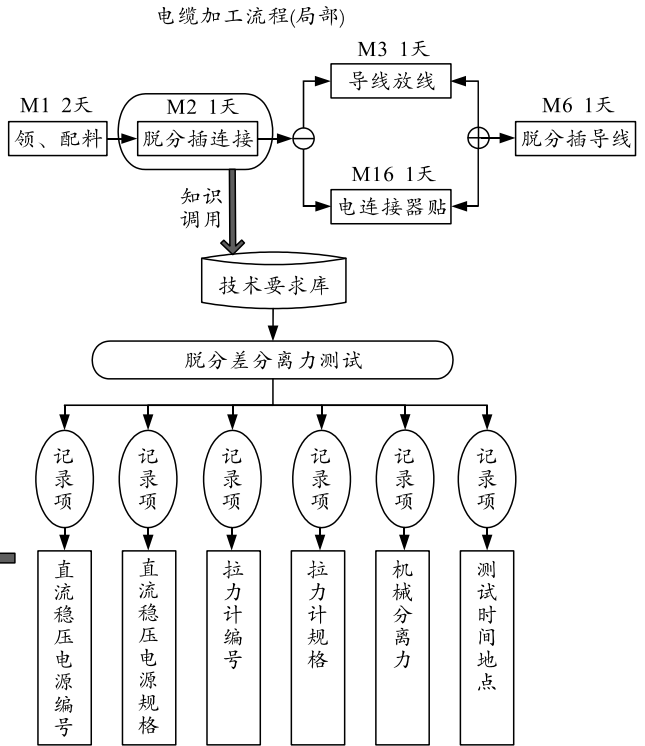 电缆加工流程(局部)
M3 1天
导线放线
M1 2天
领、配料
M2 1天
脱分插连接
M6 1天
脱分插导线
M16 1天
电连接器贴
知识
调用
技术要求库
脱分差分离力测试
记录项
记录项
记录项
记录项
记录项
记录项
直流稳压电源编号
直流稳压电源规格
拉力计编号
拉力计规格
机械分离力
测试时间地点